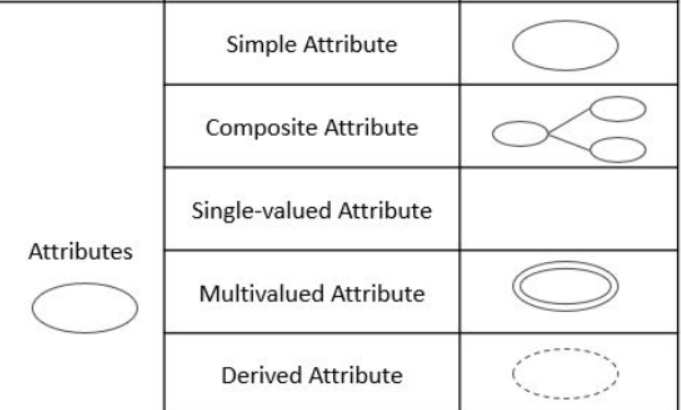 Simple Attribute
Composite Attribute
Single-valued Attribute
Attributes
Multivalued Attribute
Derived Attribute